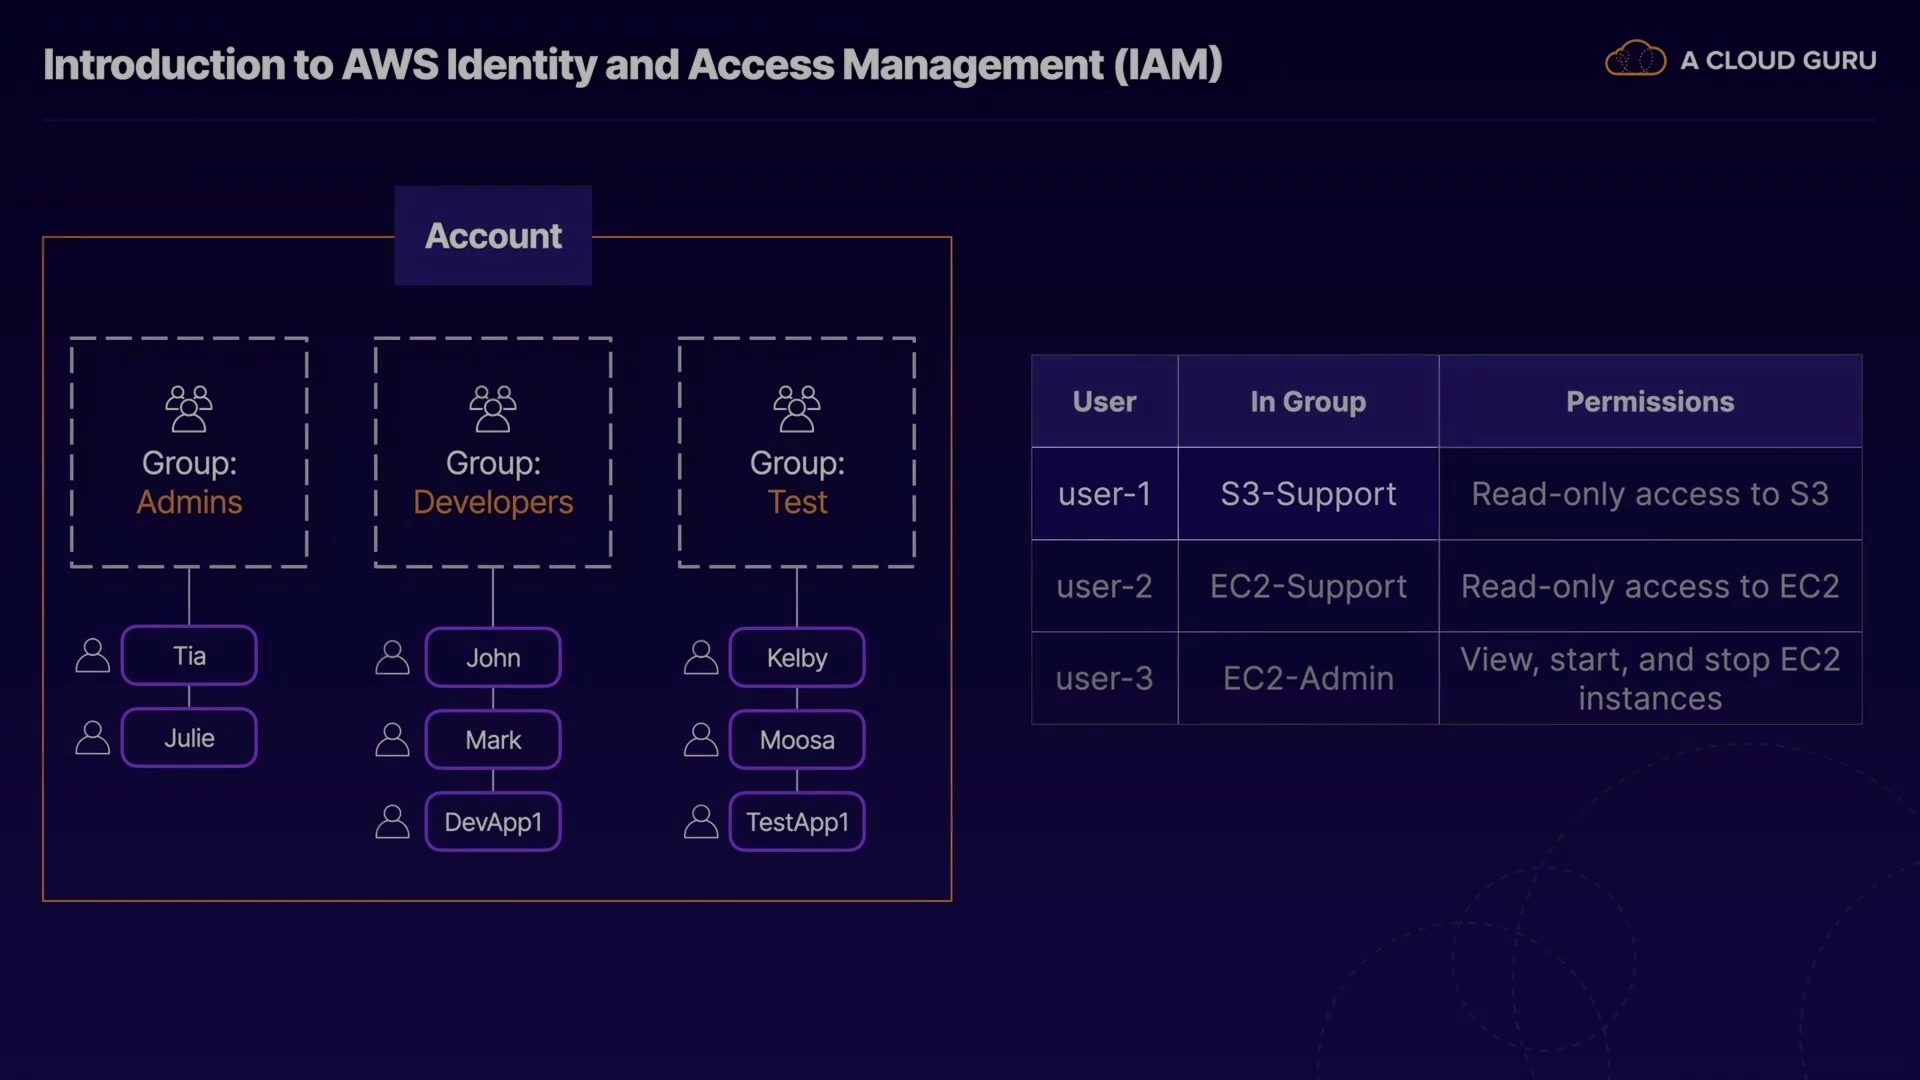 Introduction to AWS Identity and Access Management (IAM)
A CLOUD GURU
Account
Group:
Admins
Tia
Julie
Group:
Developers
John
Mark
DevApp1
Group:
Test
Kelby
Moosa
TestApp1
User In Group Permissions
user-1 S3-Support Read-only access to S3
user-2 EC2-Support Read-only access to EC2
user-3 EC2-Admin View, start, and stop EC2
instances